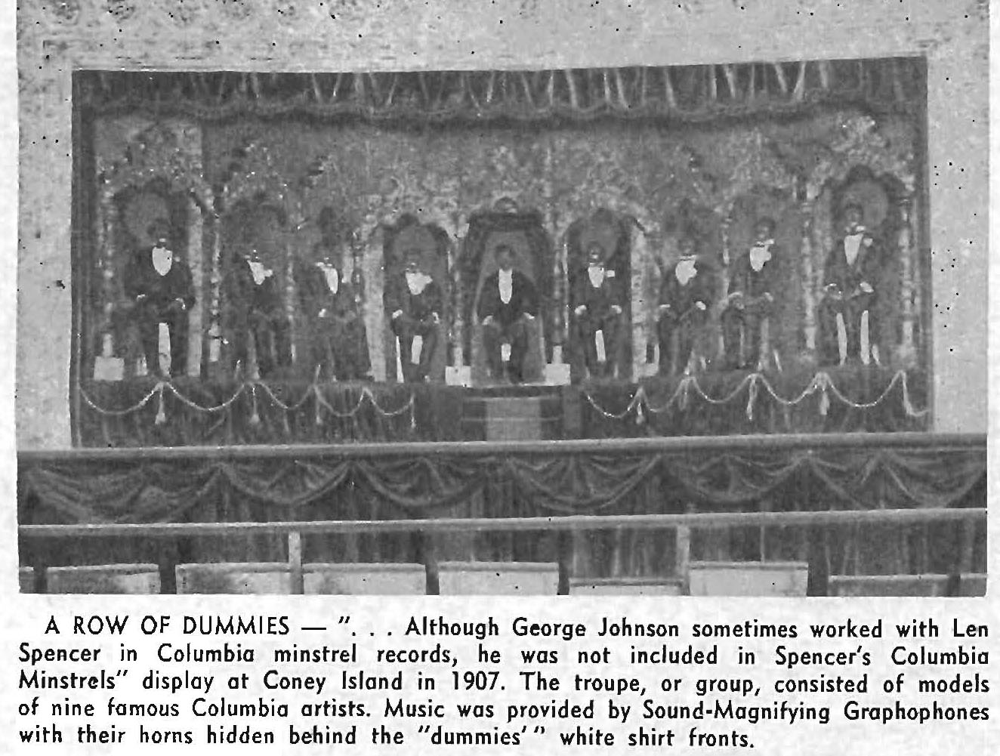 A ROW OF DUMMIES — ". . . Although George Johnson sometimes worked with Len
Spencer in Columbia minstrel records, he was not included in Spencer's Columbia
Minstrels" display at Coney Island in 1907. The troupe, or group, consisted of models
of nine famous Columbia artists. Music was provided by Sound-Magnifying Graphophones
with their horns hidden behind the "dummies'" white shirt fronts.